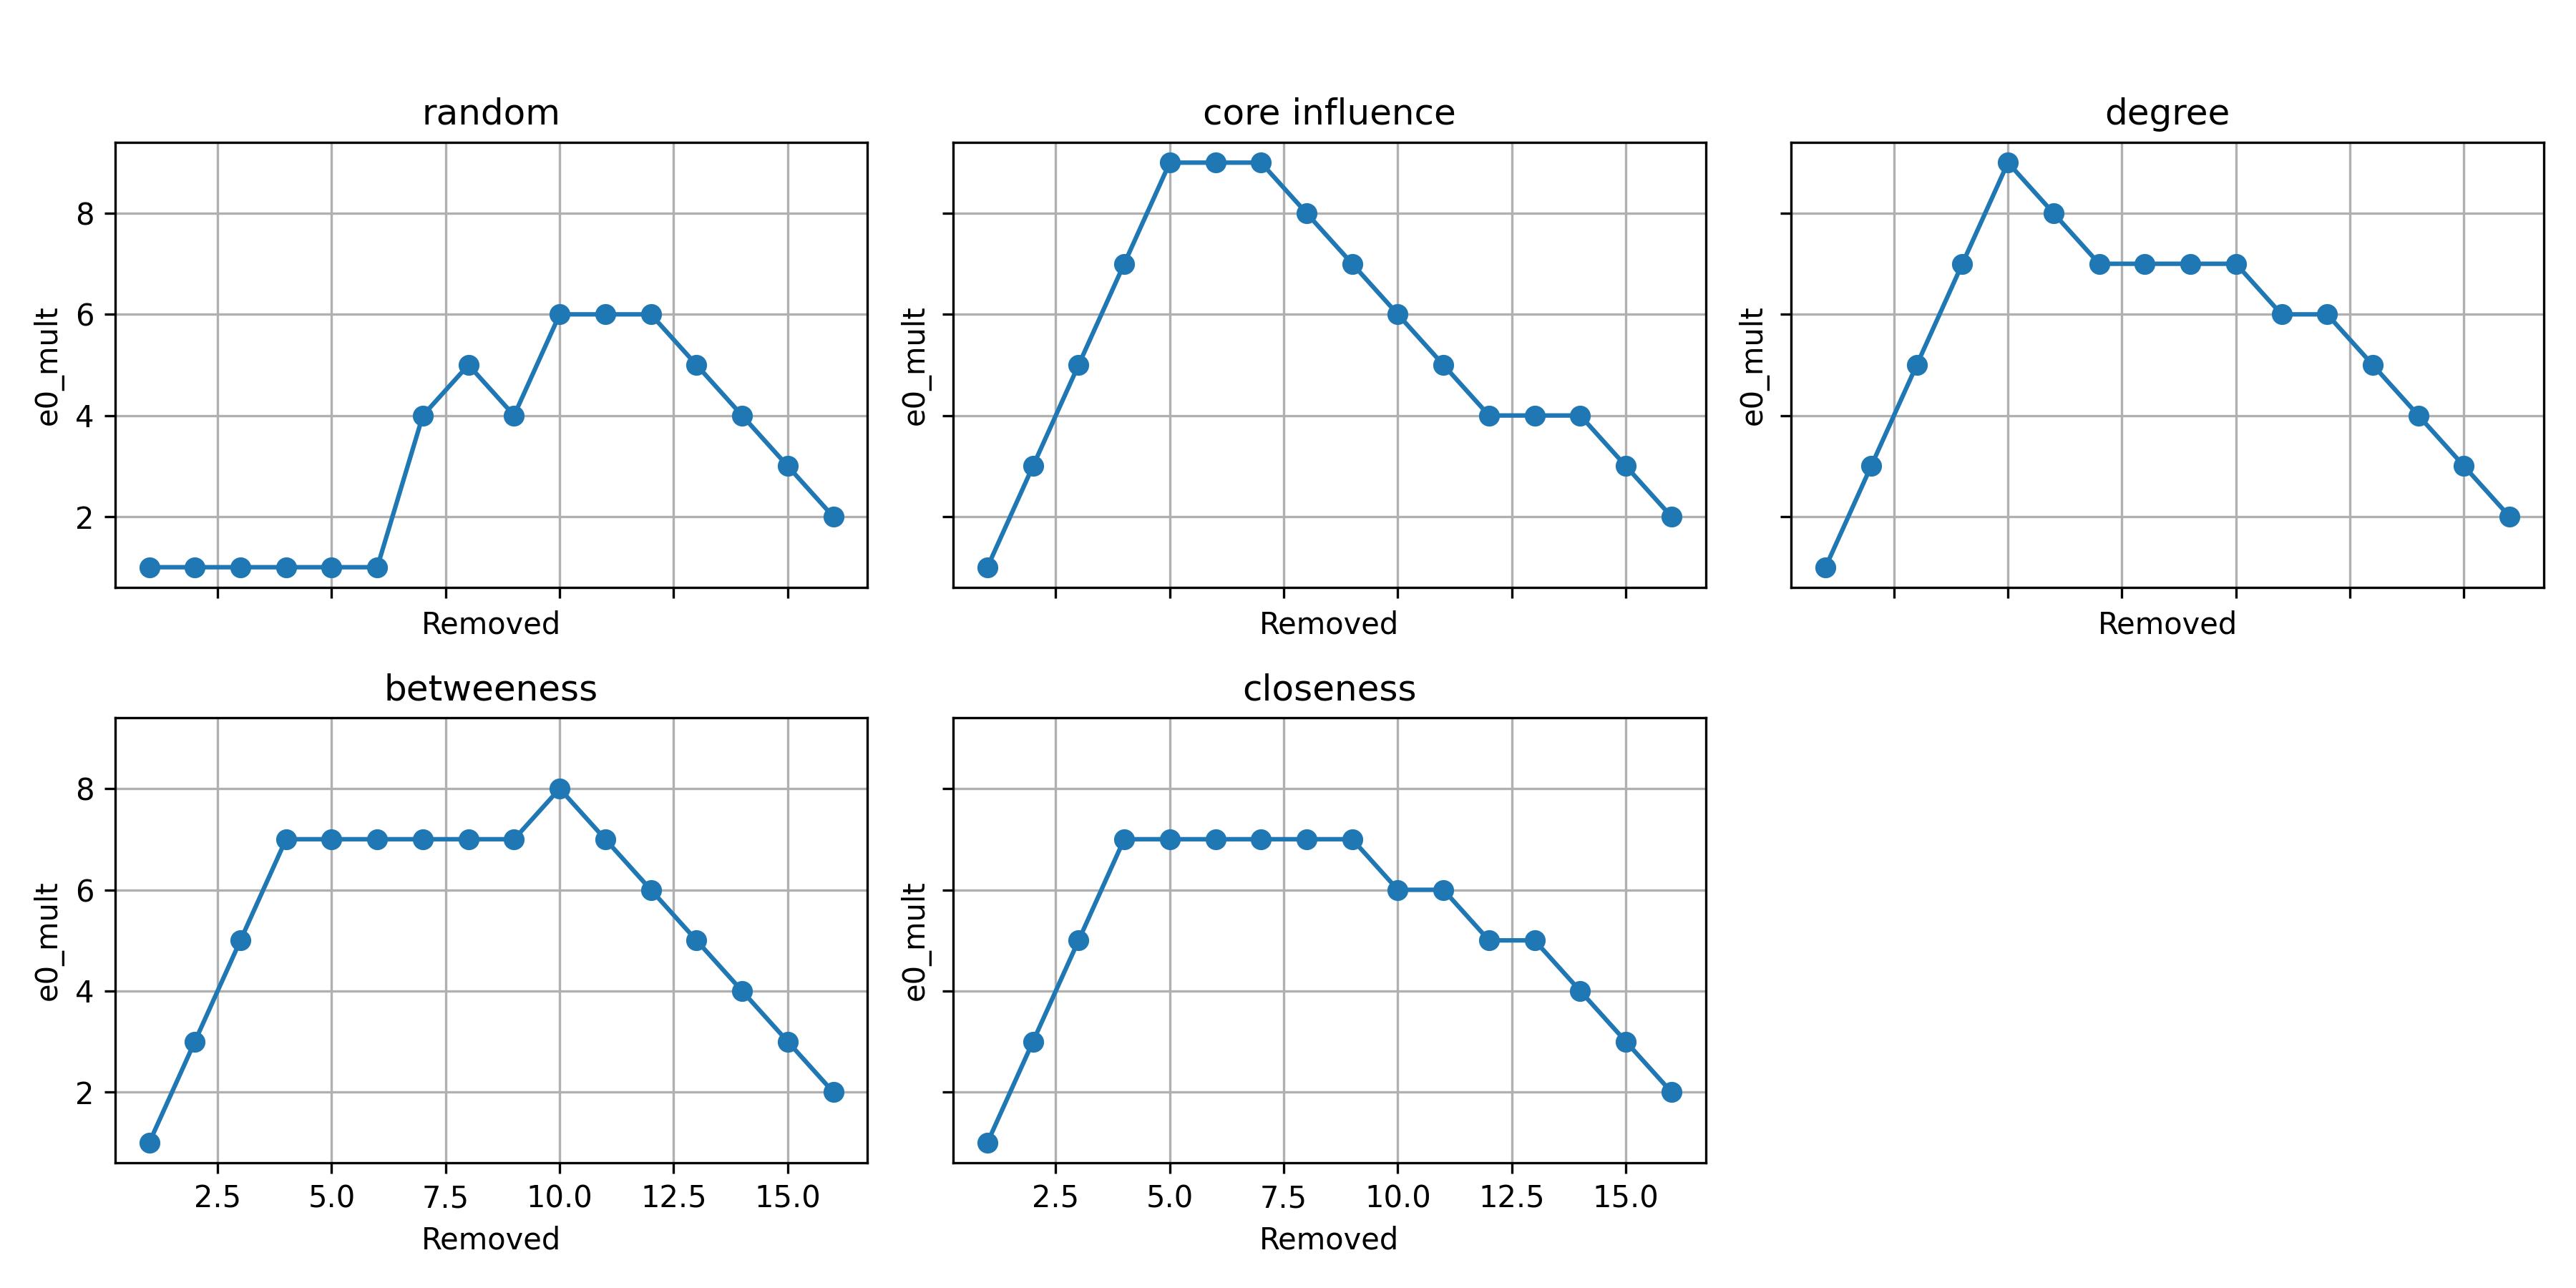 random
core influence
degree
8
6
4
2
e0_mult
e0_mult
e0_mult
Removed
Removed
Removed
betweeness
closeness
8
6
4
2
e0_mult
e0_mult
2.5 5.0 7.5 10.0 12.5 15.0
2.5 5.0 7.5 10.0 12.5 15.0
Removed
Removed